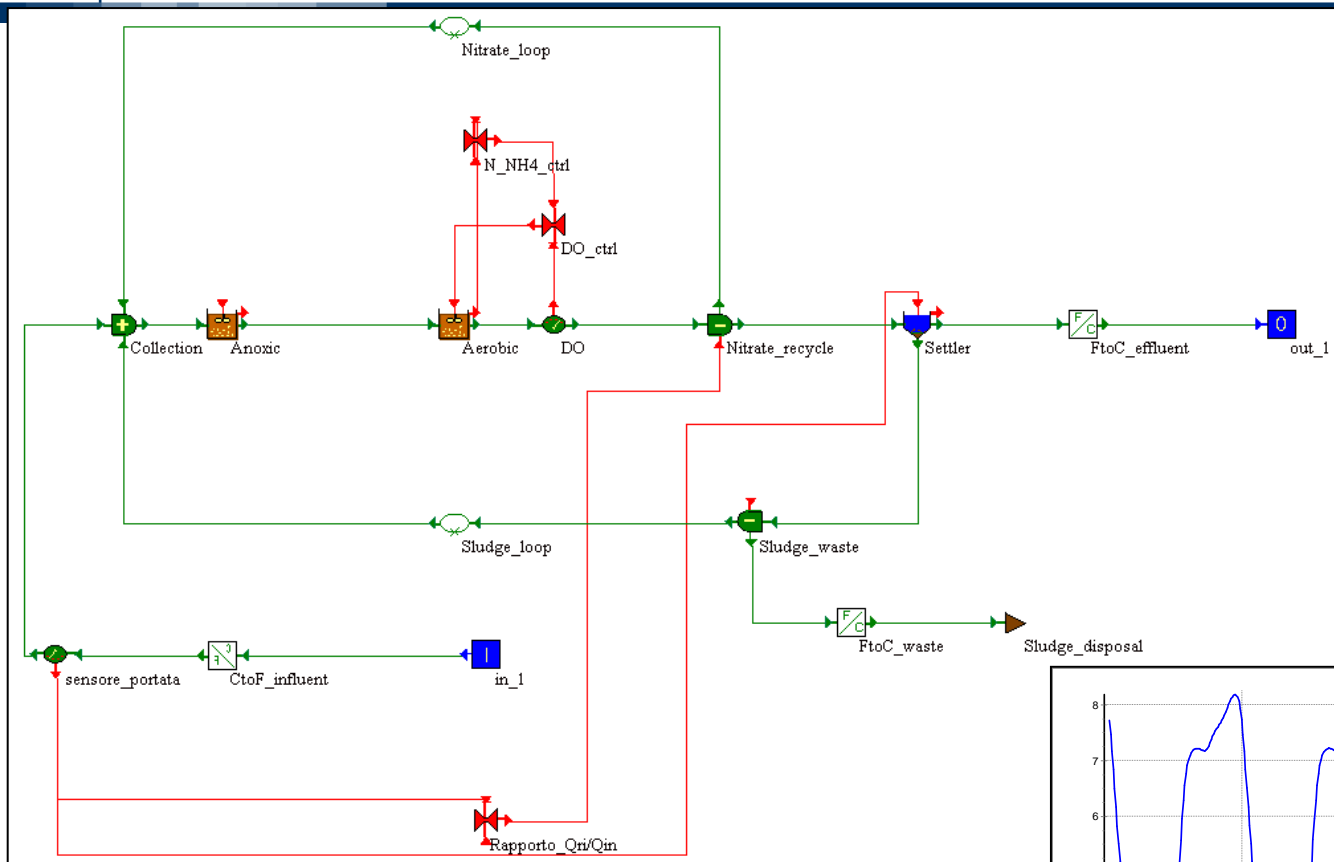 Nitrate_loop
N_NH4_ctrl
DO_ctrl
Collection
Anoxic
Aerobic
DO
Nitrate_recycle
Settler
F/C
FtoC_effluent
0
out_1
Sludge_loop
Sludge_waste
F/C
FtoC_waste
Sludge_disposal
sensore_portata
C/F
CtoF_influent
I
in_1
Rapporto_Qri/Qin
8
7
6